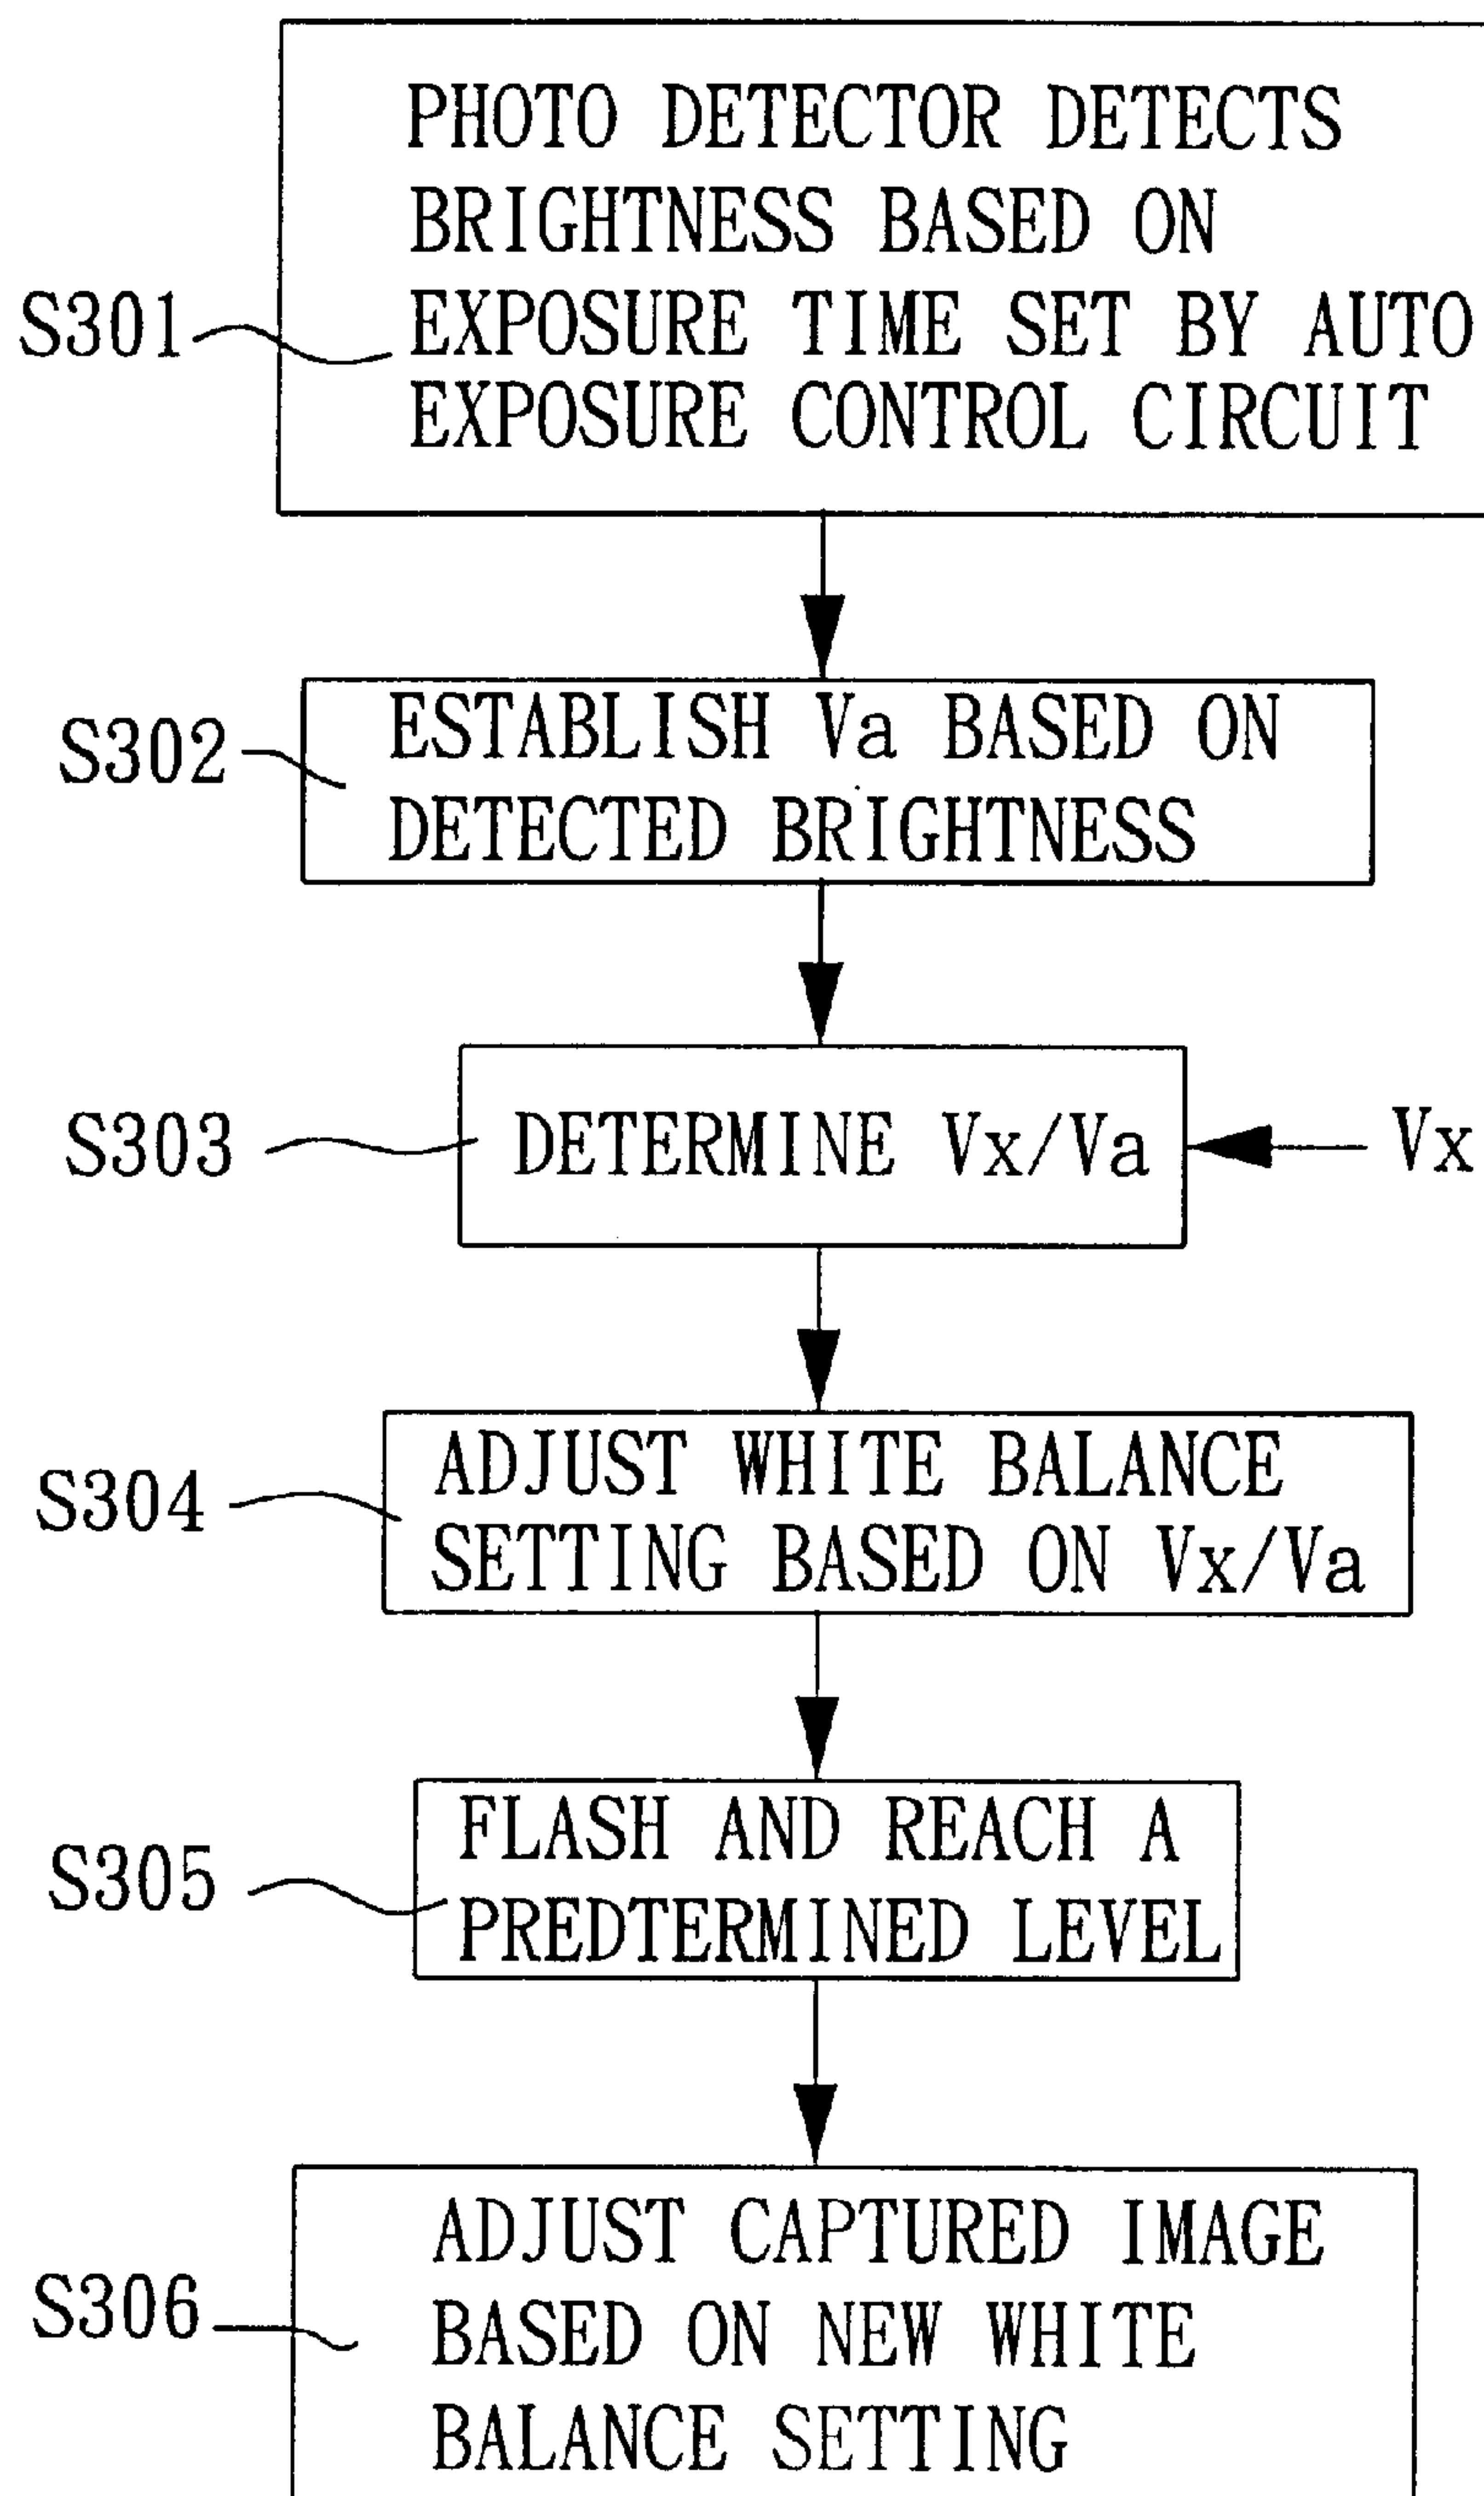 PHOTO DETECTOR DETECTS
BRIGHTNESS BASED ON
S301
EXPOSURE TIME SET BY AUTO
EXPOSURE CONTROL CIRCUIT
S302
ESTABLISH Va BASED ON
DETECTED BRIGHTNESS
S303
DETERMINE Vx/Va
Vx
S304
ADJUST WHITE BALANCE
SETTING BASED ON Vx/Va
S305
FLASH AND REACH A
PREDTERMINED LEVEL
S306
ADJUST CAPTURED IMAGE
BASED ON NEW WHITE
BALANCE SETTING